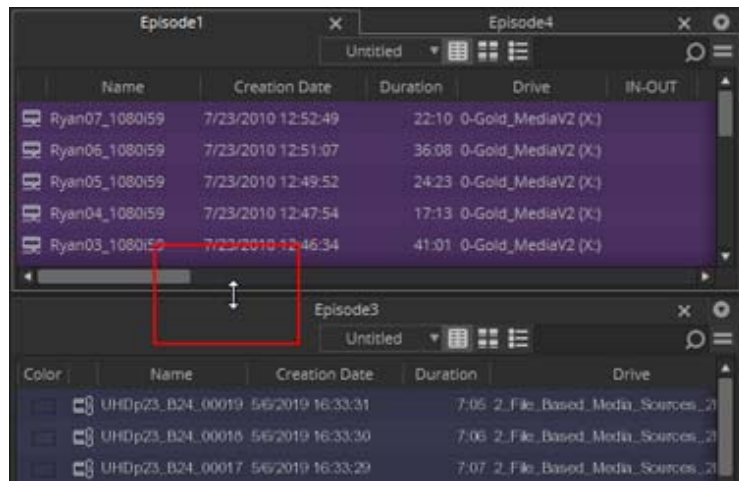 Episode1 Episode4
Untitled
Name Creation Date Duration Drive IN-OUT
Ryan07_1080i59 7/23/2010 12:52:49 22:10 0-Gold_MediaV2 (X:)
Ryan06_1080i59 7/23/2010 12:51:07 36:08 0-Gold_MediaV2 (X:)
Ryan05_1080i59 7/23/2010 12:49:52 24:23 0-Gold_MediaV2 (X:)
Ryan04_1080i59 7/23/2010 12:47:54 17:13 0-Gold_MediaV2 (X:)
Ryan03_1080i59 7/23/2010 12:46:34 41:01 0-Gold_MediaV2 (X:)
Episode3
Untitled
Color Name Creation Date Duration Drive
UHDp23_B24_00019 5/6/2019 16:33:31 7:05 2_File_Based_Media_Sources_2
UHDp23_B24_00018 5/6/2019 16:33:30 7:06 2_File_Based_Media_Sources_2
UHDp23_B24_00017 5/6/2019 16:33:29 7:07 2_File_Based_Media_Sources_2